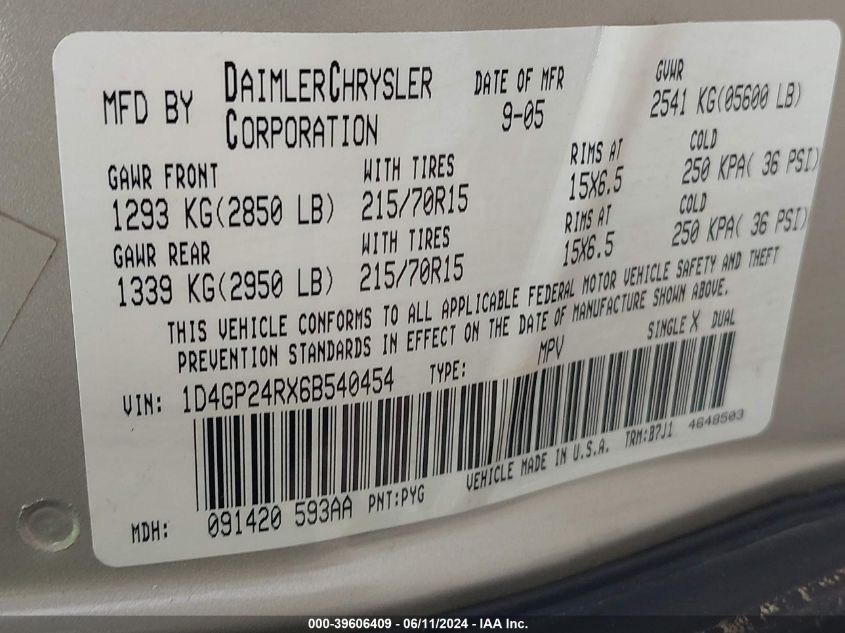 MFD BY DAIMLERCHRYSLER CORPORATION
DATE OF MFR 9-05
GVWR 2541 KG(05600 LB)
GAWR FRONT WITH TIRES RIMS AT COLD
1293 KG(2850 LB) 215/70R15 15X6.5 250 KPA( 36 PSI)
GAWR REAR WITH TIRES RIMS AT COLD
1339 KG(2950 LB) 215/70R15 15X6.5 250 KPA( 36 PSI)
THIS VEHICLE CONFORMS TO ALL APPLICABLE FEDERAL MOTOR VEHICLE SAFETY AND THEFT
PREVENTION STANDARDS IN EFFECT ON THE DATE OF MANUFACTURE SHOWN ABOVE.
VIN: 1D4GP24RX6B540454 TYPE: MPV SINGLE X DUAL
MDH: 091420 593AA PNT:PYG VEHICLE MADE IN U.S.A. TRM:B7J1 4648503
000-39606409 - 06/11/2024 - IAA Inc.